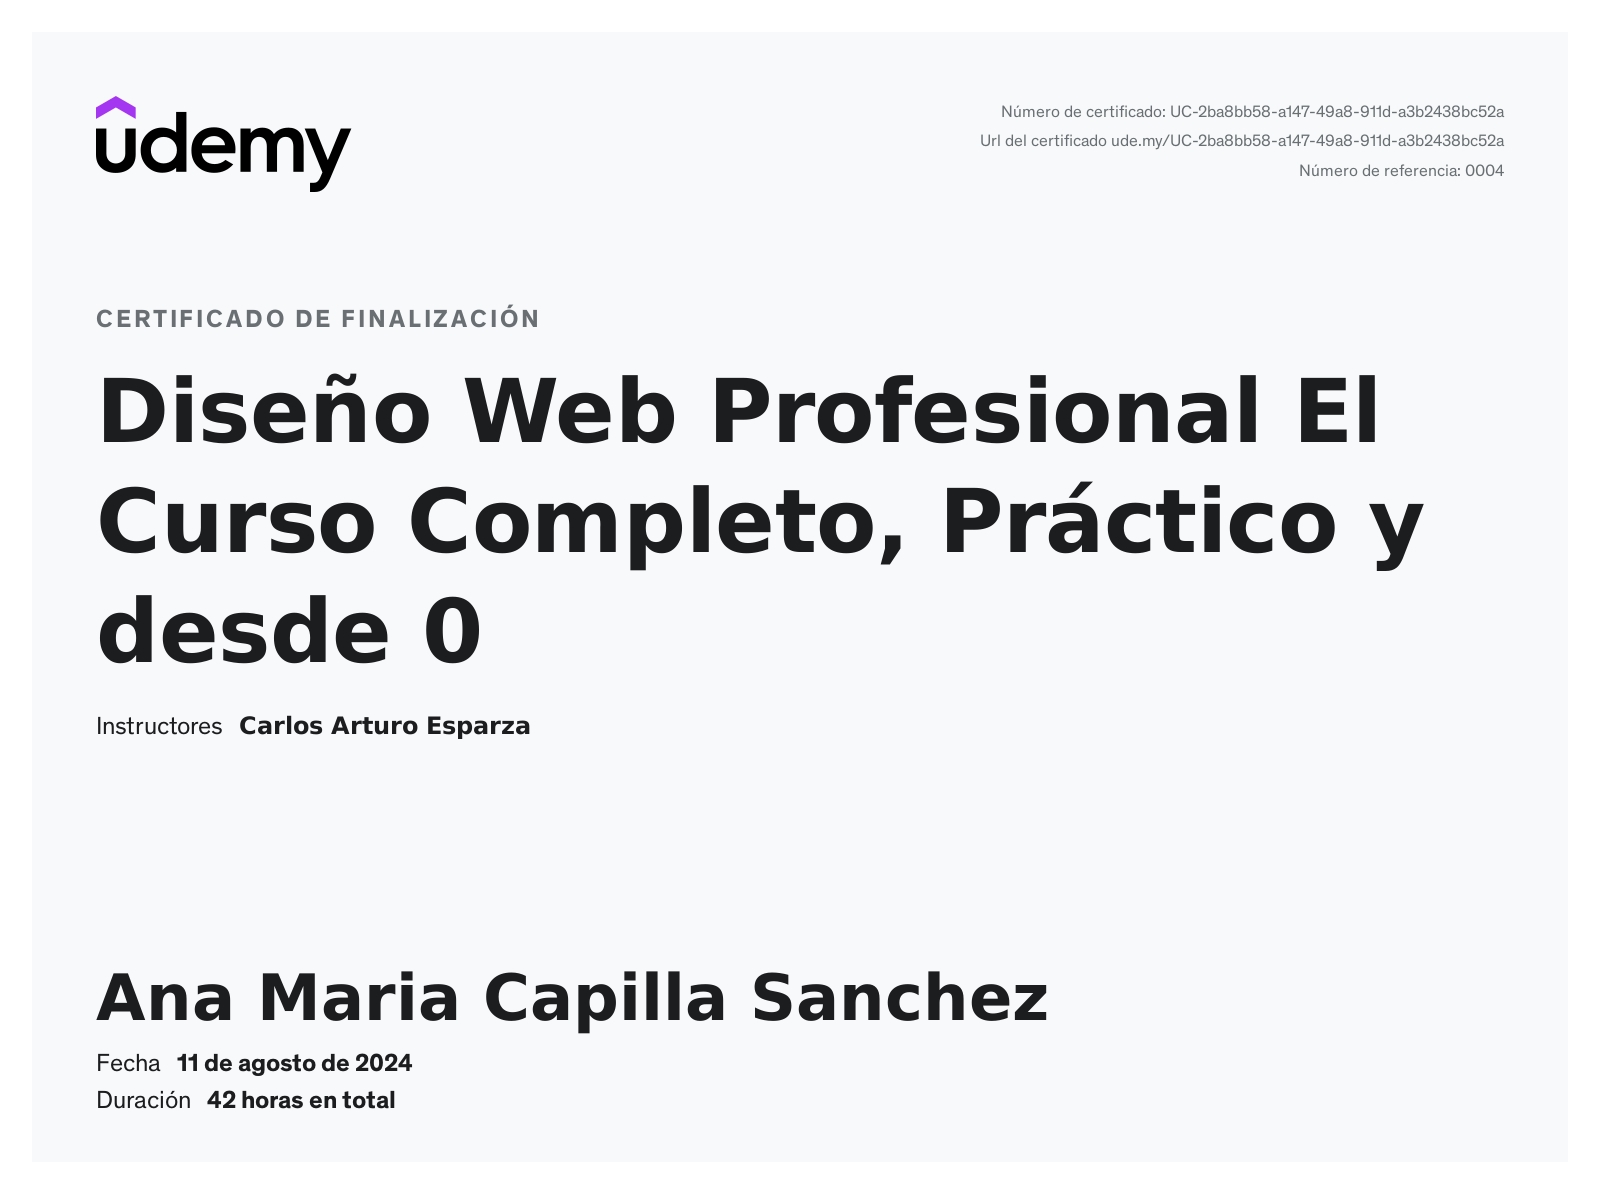 udemy
Número de certificado: UC-2ba8bb58-a147-49a8-911d-a3b2438bc52a
Url del certificado ude.my/UC-2ba8bb58-a147-49a8-911d-a3b2438bc52a
Número de referencia: 0004
CERTIFICADO DE FINALIZACIÓN
Diseño Web Profesional El
Curso Completo, Práctico y
desde 0
Instructores Carlos Arturo Esparza
Ana Maria Capilla Sanchez
Fecha 11 de agosto de 2024
Duración 42 horas en total